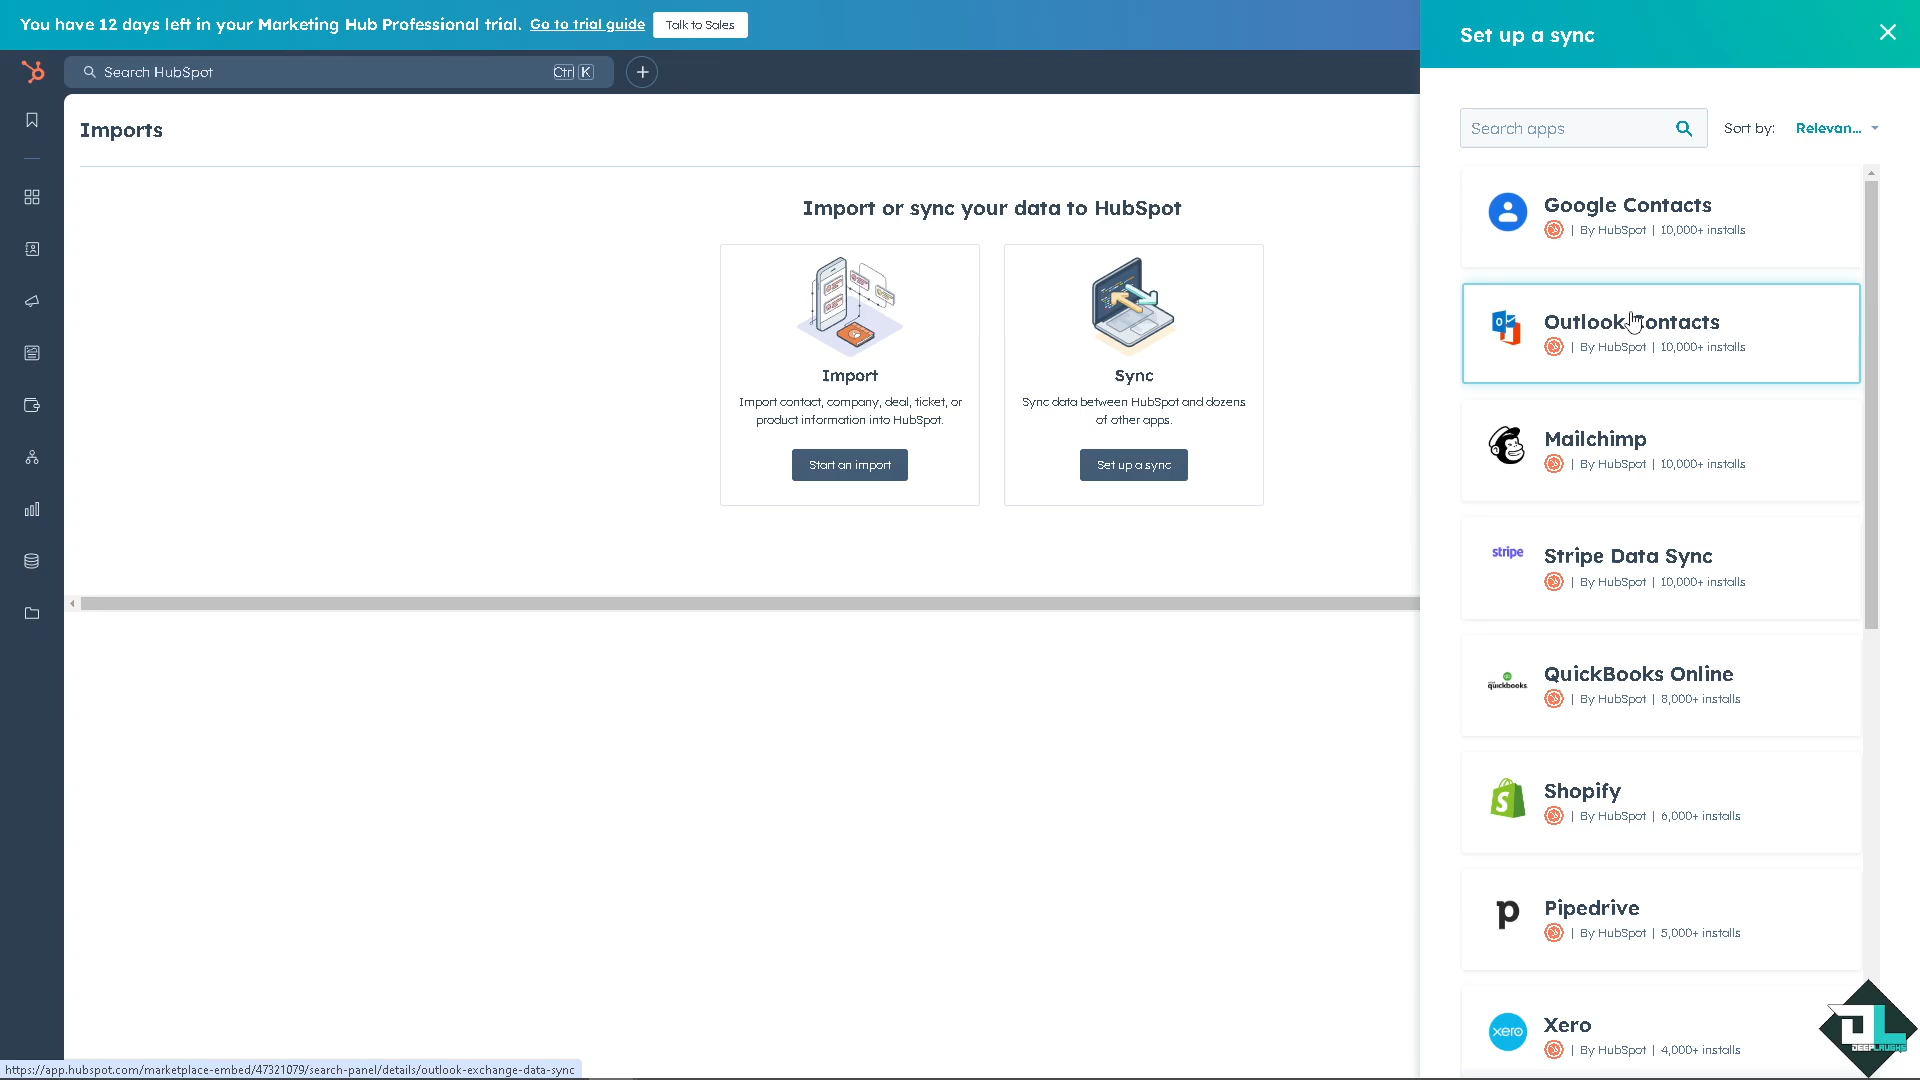 You have 12 days left in your Marketing Hub Professional trial. Go to trial guide Talk to Sales
Set up a sync
Search HubSpot Ctrl K
Imports
Search apps Sort by: Relevan...
Import or sync your data to HubSpot
Import
Import contact, company, deal, ticket, or
product information into HubSpot.
Start an import
Sync
Sync data between HubSpot and dozens
of other apps.
Set up a sync
Google Contacts
| By HubSpot | 10,000+ installs
Outlook Contacts
| By HubSpot | 10,000+ installs
Mailchimp
| By HubSpot | 10,000+ installs
stripe
Stripe Data Sync
| By HubSpot | 10,000+ installs
quickbooks.
QuickBooks Online
| By HubSpot | 8,000+ installs
Shopify
| By HubSpot | 6,000+ installs
Pipedrive
| By HubSpot | 5,000+ installs
xero
Xero
| By HubSpot | 4,000+ installs
DEEPLAUGHS
https://app.hubspot.com/marketplace-embed/47321079/search-panel/details/outlook-exchange-data-sync